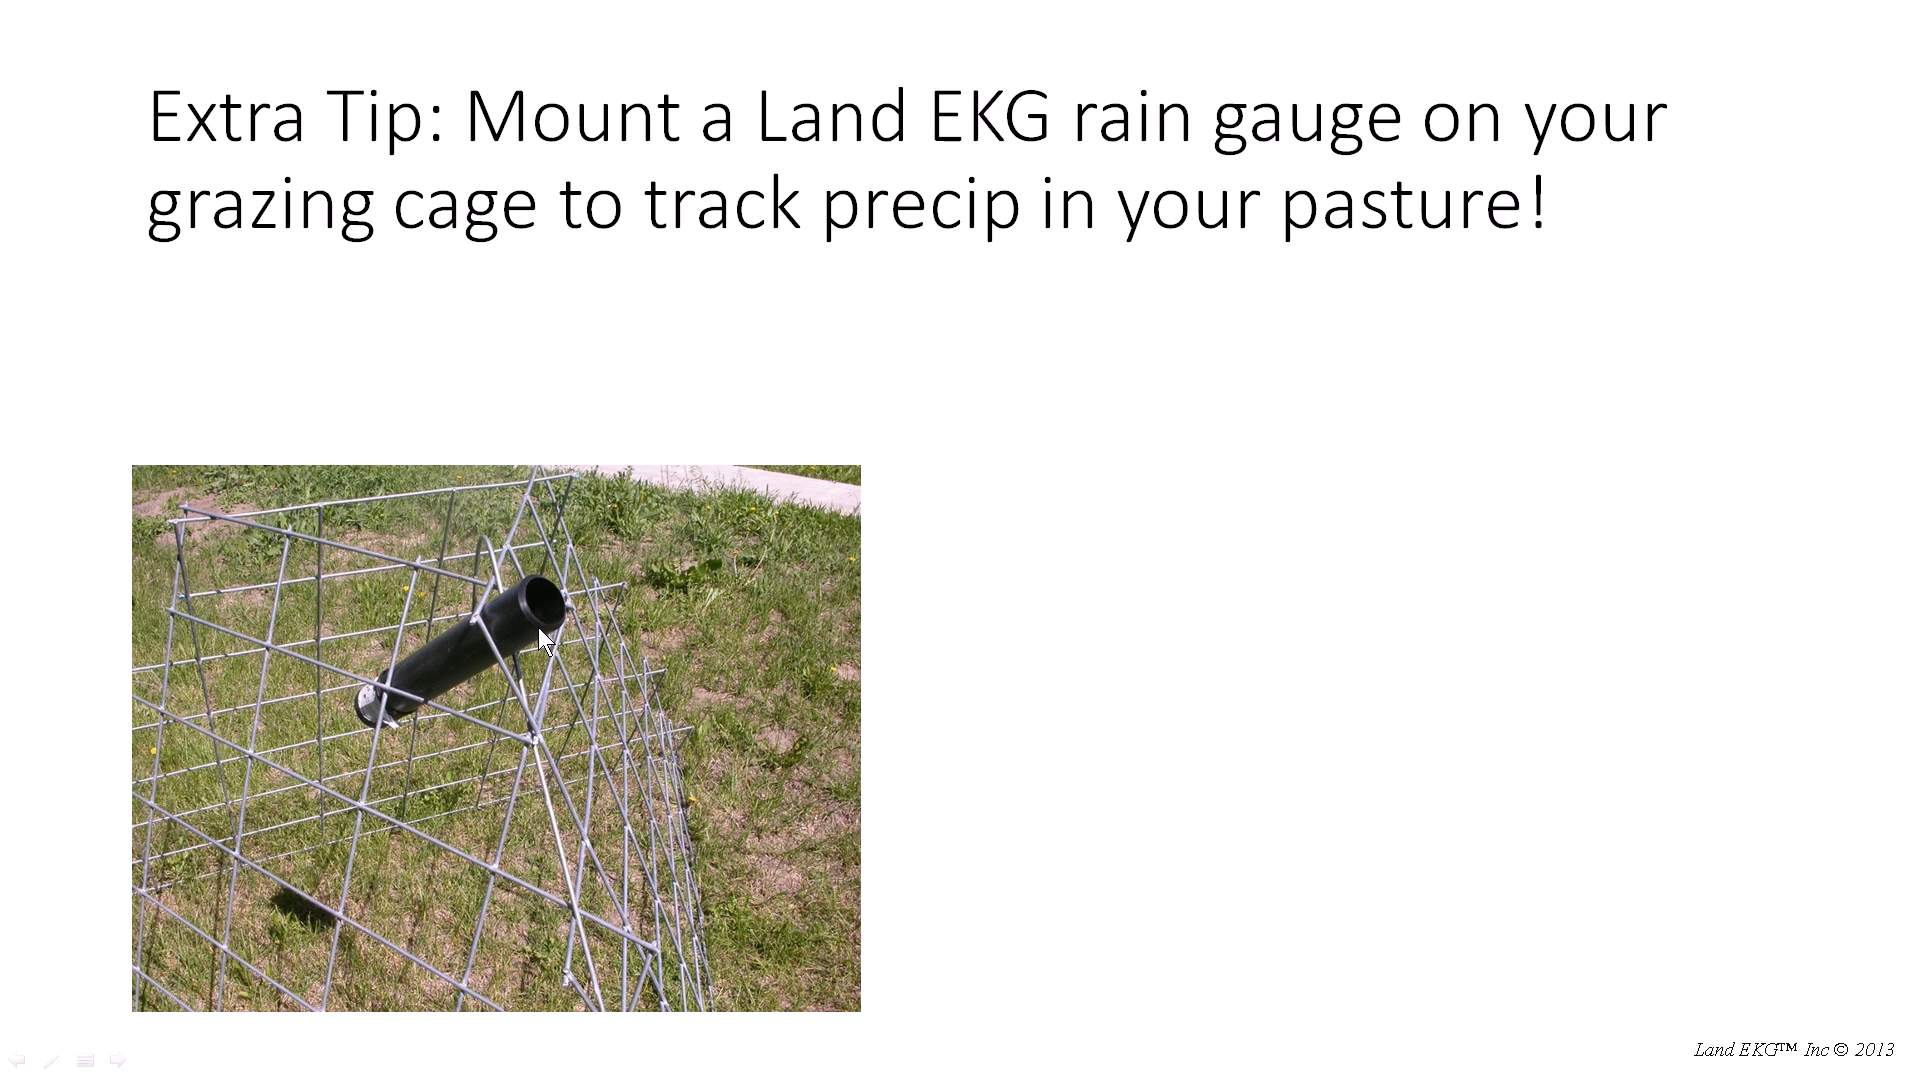 Extra Tip: Mount a Land EKG rain gauge on your
grazing cage to track precip in your pasture!
Land EKG™ Inc © 2013